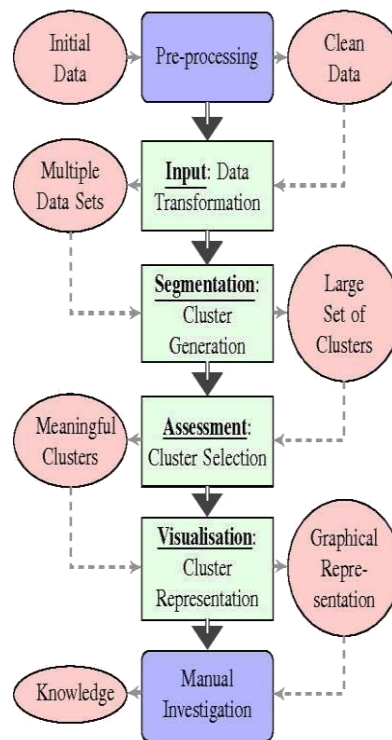 Initial
Data
Pre-processing
Clean
Data
Multiple
Data Sets
Input: Data
Transformation
Segmentation:
Cluster
Generation
Large
Set of
Clusters
Meaningful
Clusters
Assessment:
Cluster Selection
Visualisation:
Cluster
Representation
Graphical
Repre-
sentation
Knowledge
Manual
Investigation